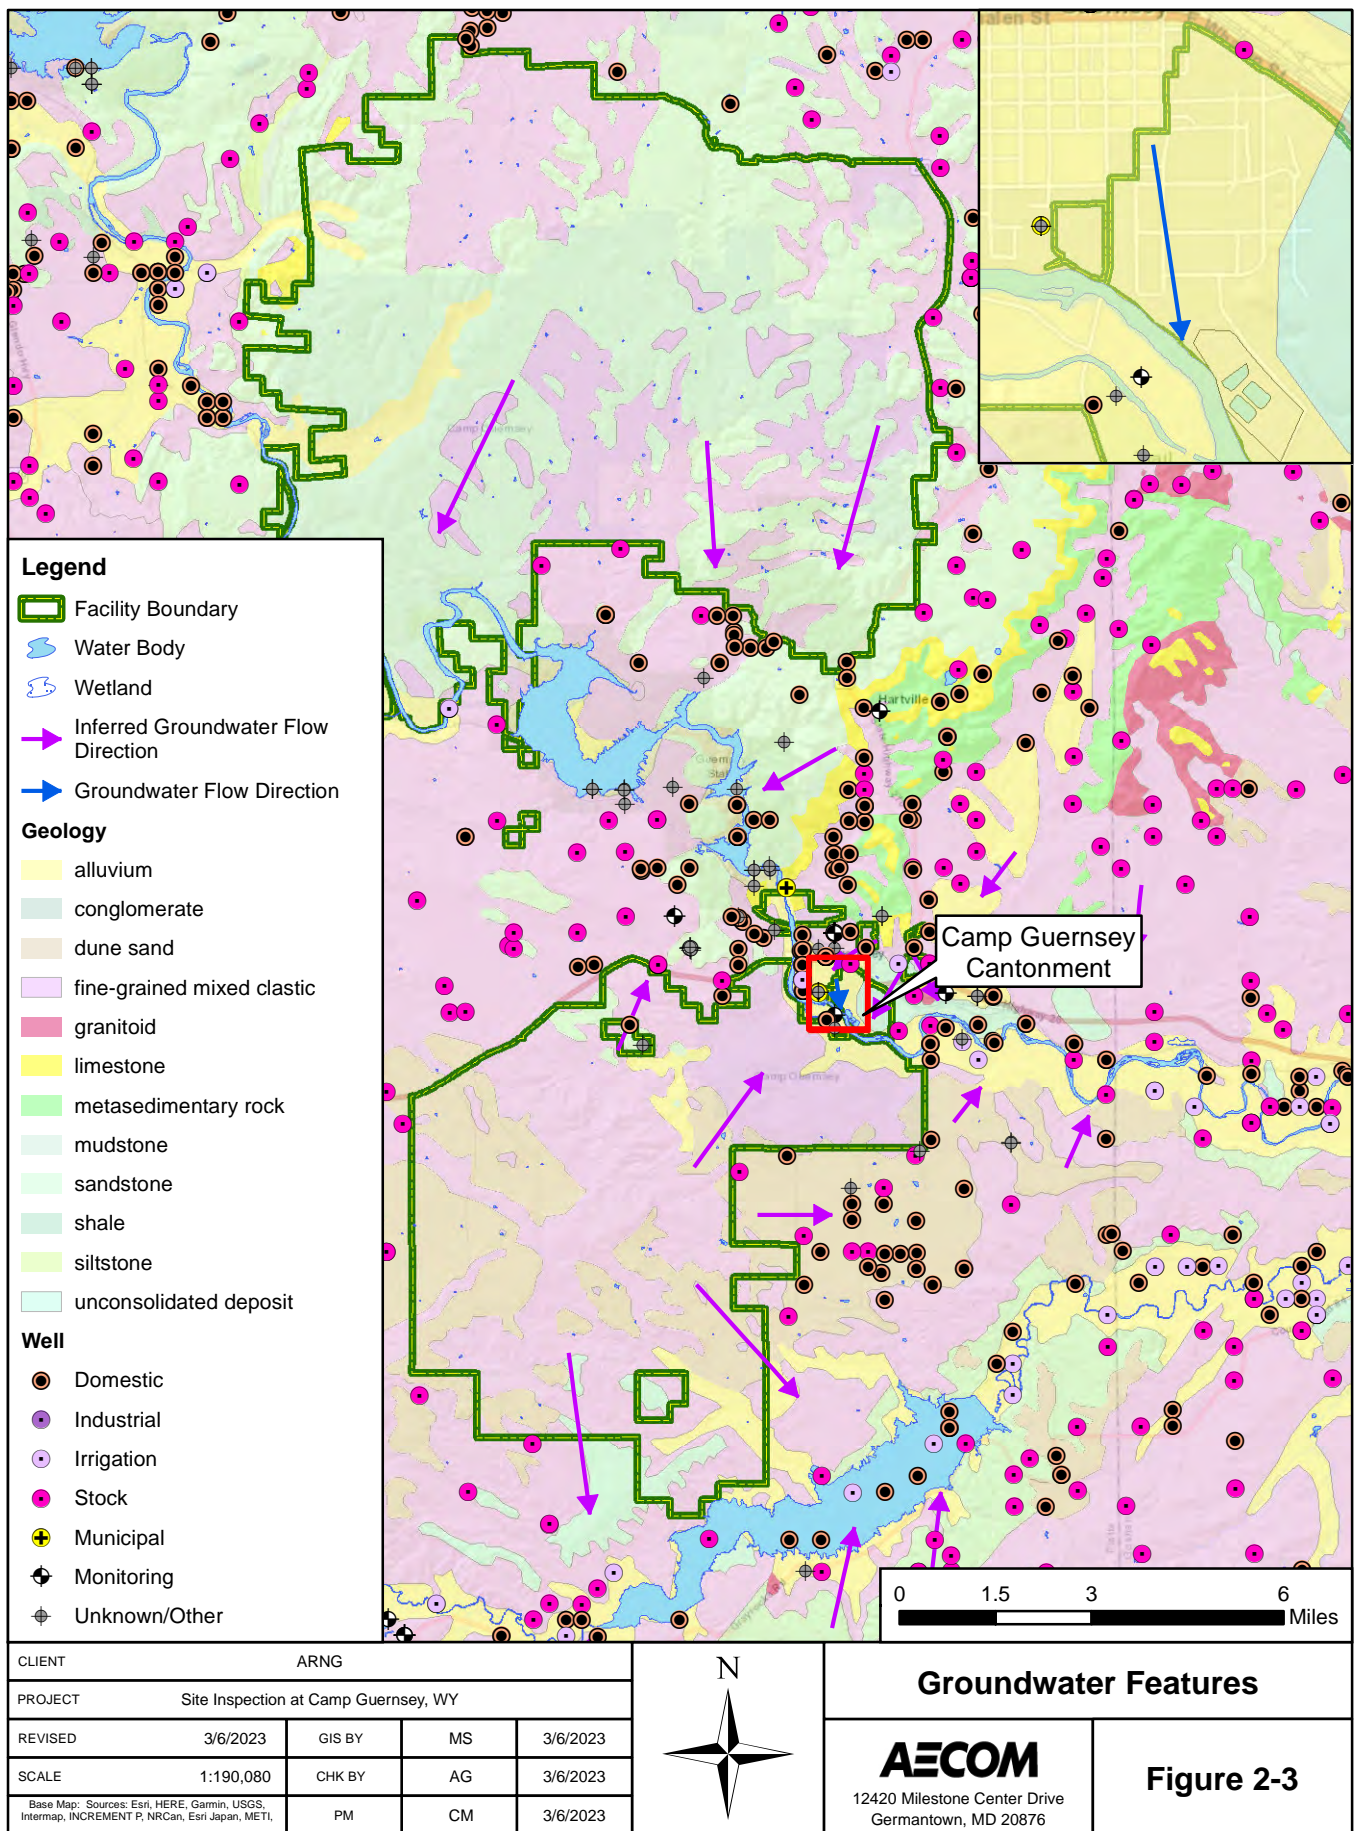 Camp Guernsey
Hartville
Camp Guernsey
Cantonment
Camp Guernsey
Legend
Facility Boundary
Water Body
Wetland
Inferred Groundwater Flow
Direction
Groundwater Flow Direction
Geology
alluvium
conglomerate
dune sand
fine-grained mixed clastic
granitoid
limestone
metasedimentary rock
mudstone
sandstone
shale
siltstone
unconsolidated deposit
Well
Domestic
Industrial
Irrigation
Stock
Municipal
Monitoring
Unknown/Other
0 1.5 3 6
Miles
CLIENT ARNG
PROJECT Site Inspection at Camp Guernsey, WY
REVISED 3/6/2023 GIS BY MS 3/6/2023
SCALE 1:190,080 CHK BY AG 3/6/2023
Base Map: Sources: Esri, HERE, Garmin, USGS,
Intermap, INCREMENT P, NRCan, Esri Japan, METI,
PM CM 3/6/2023
N
Groundwater Features
AECOM
12420 Milestone Center Drive
Germantown, MD 20876
Figure 2-3